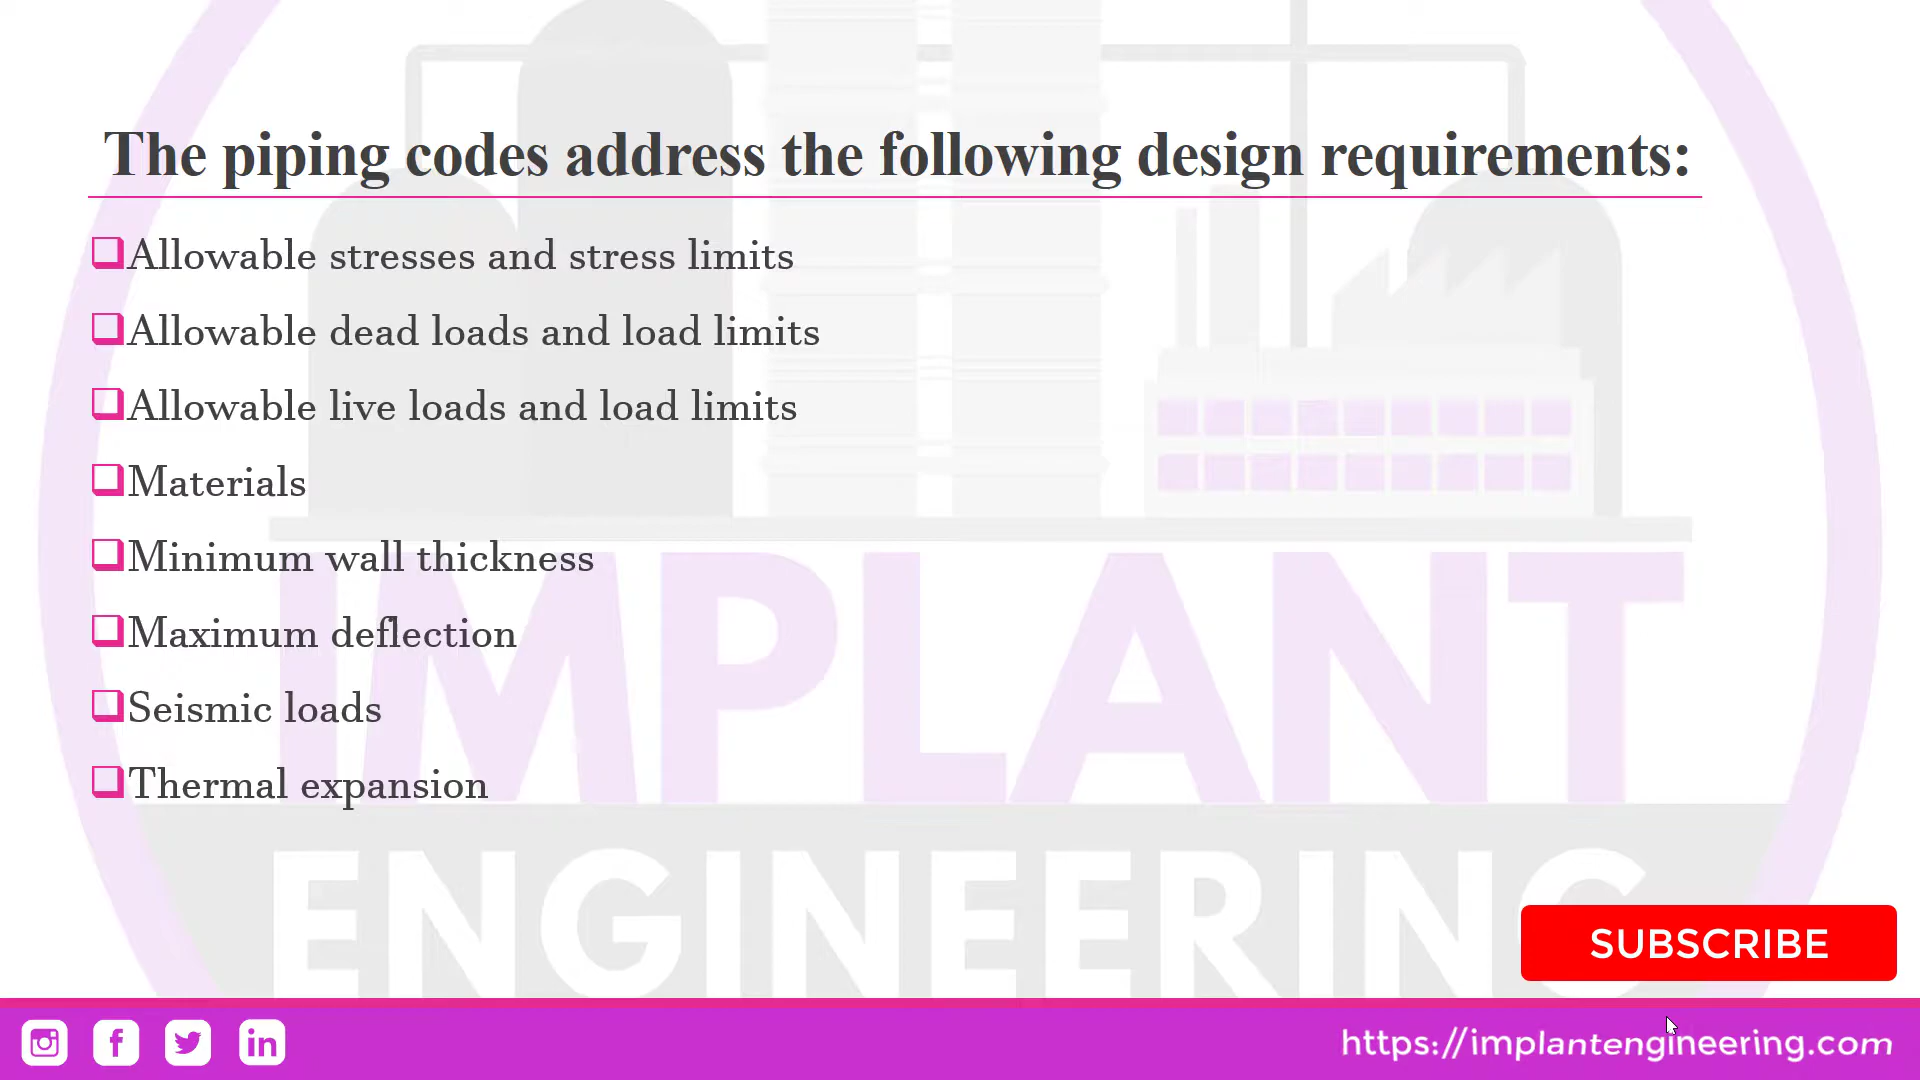 The piping codes address the following design requirements:
Allowable stresses and stress limits
Allowable dead loads and load limits
Allowable live loads and load limits
Materials
Minimum wall thickness
Maximum deflection
Seismic loads
Thermal expansion
IMPLANT
ENGINEERING
SUBSCRIBE
https://implantengineering.com